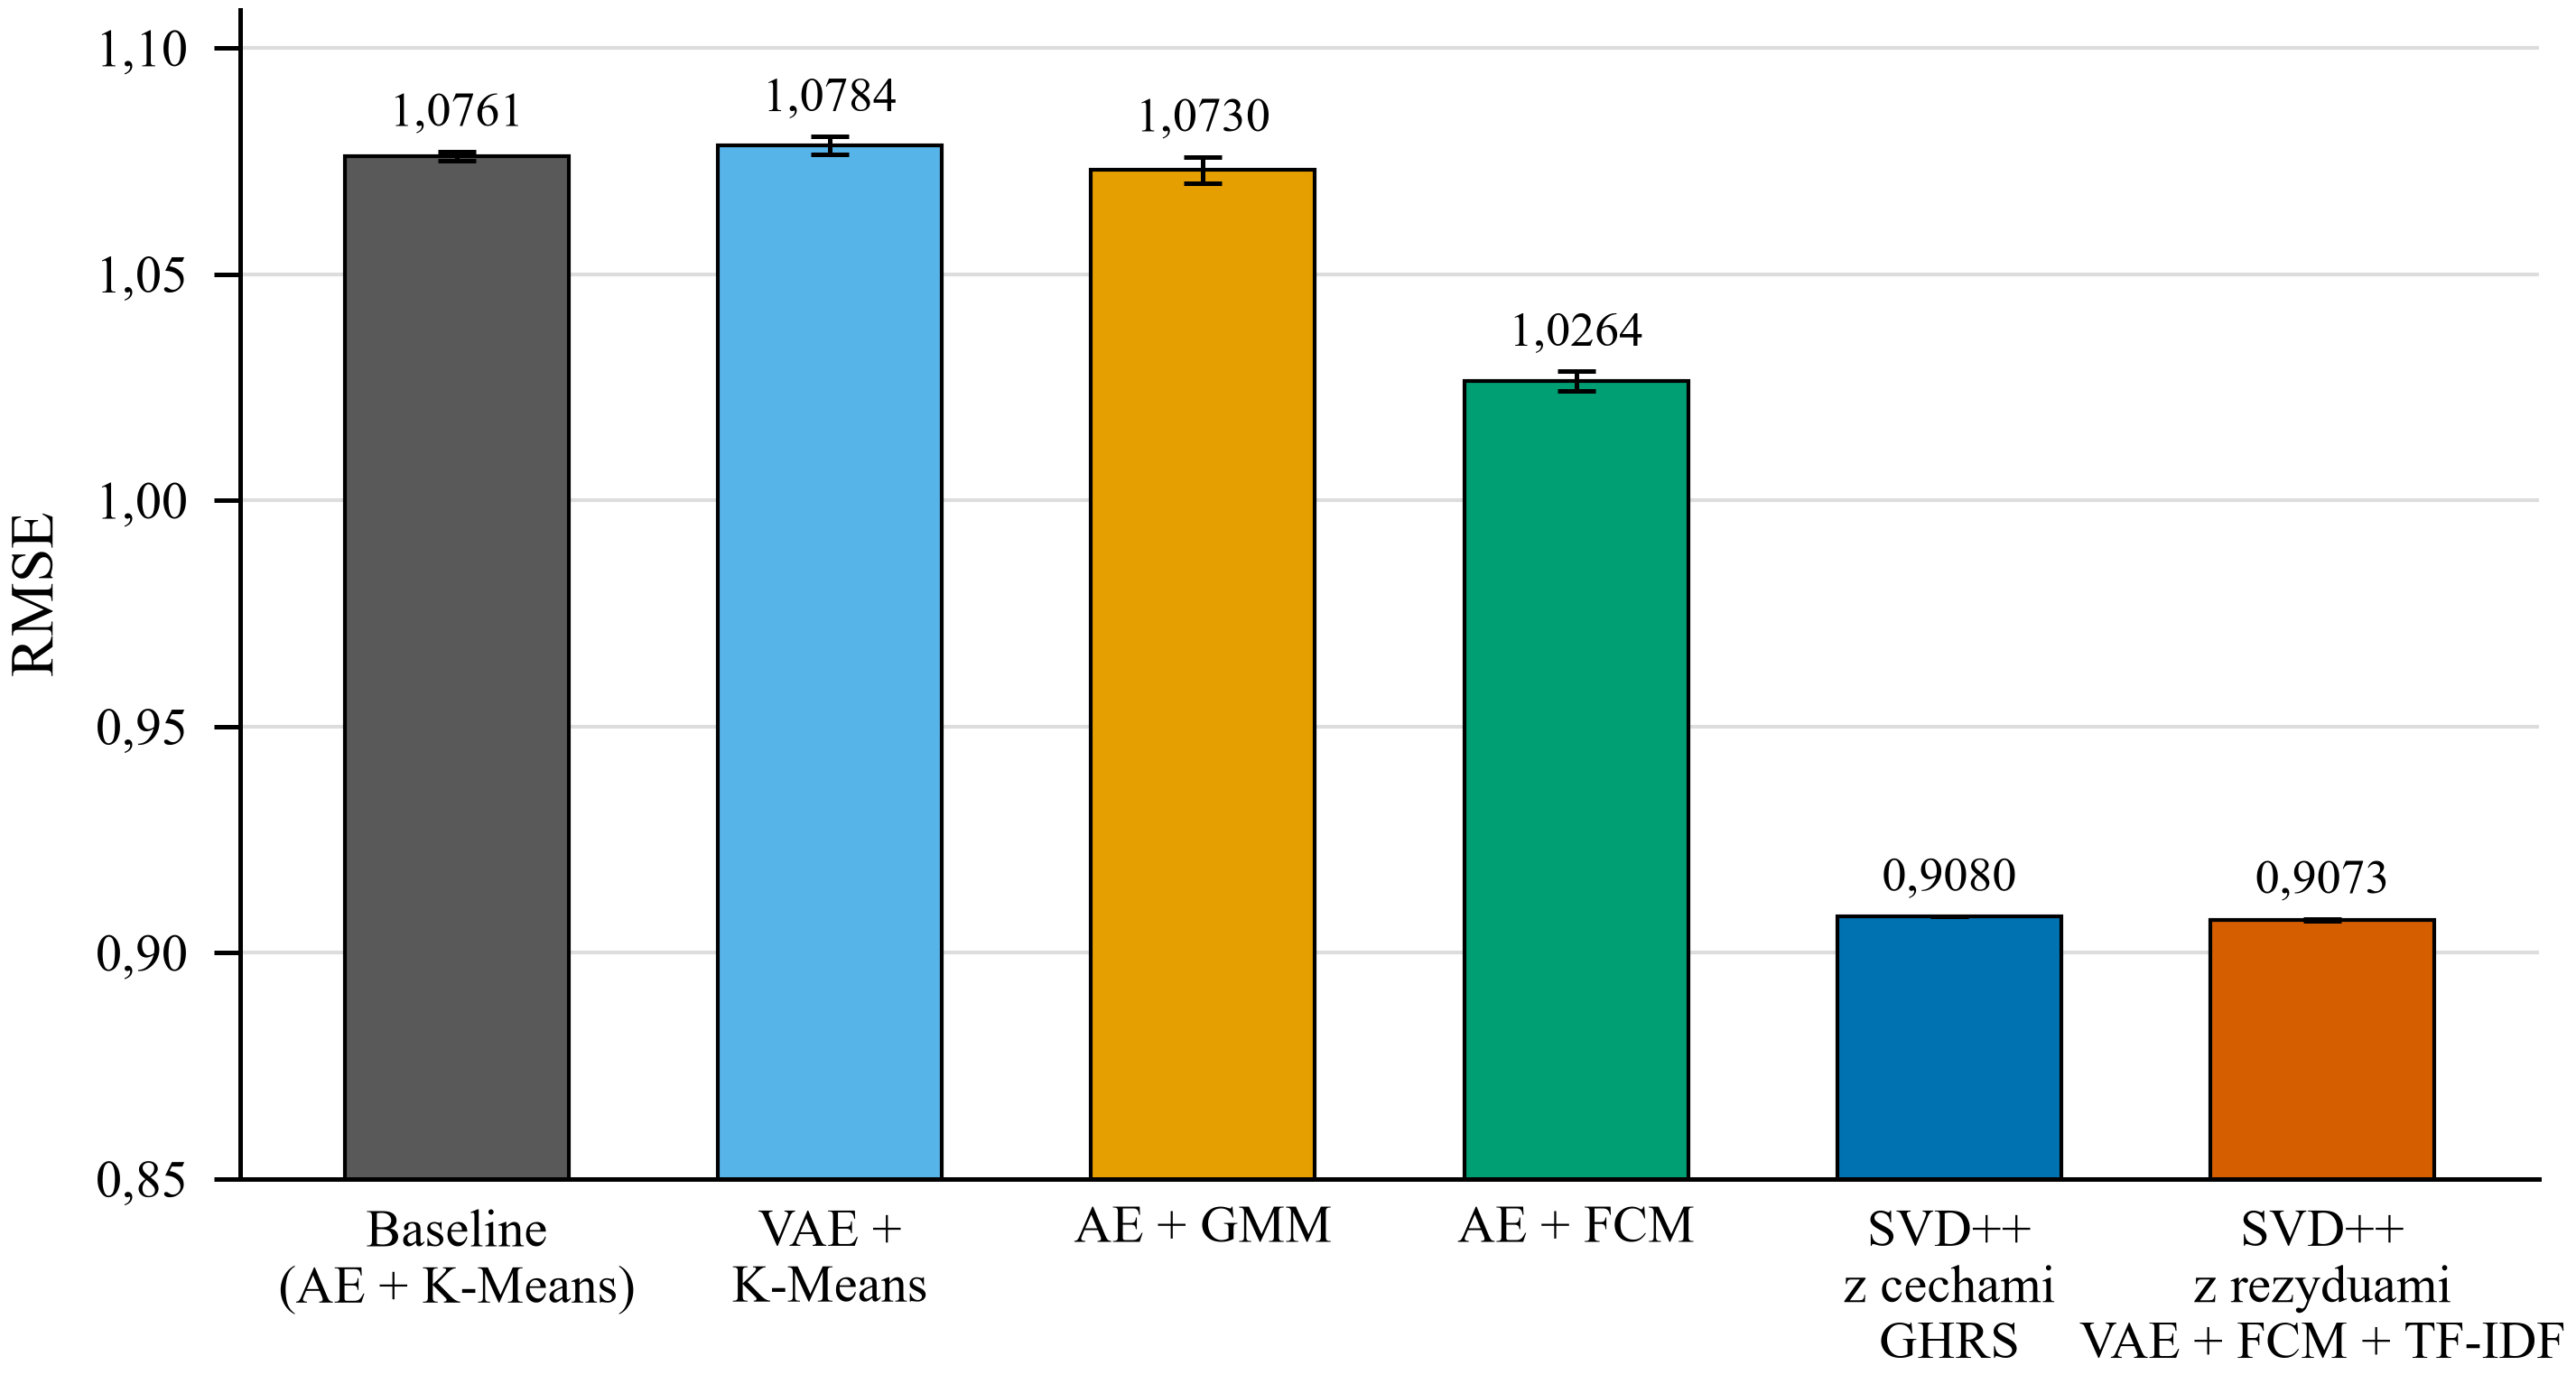 RMSE
1,10
1,05
1,00
0,95
0,90
0,85
1,0761
1,0784
1,0730
1,0264
0,9080
0,9073
Baseline
(AE + K-Means)
VAE +
K-Means
AE + GMM
AE + FCM
SVD++
z cechami
GHRS
SVD++
z rezyduami
VAE + FCM + TF-IDF